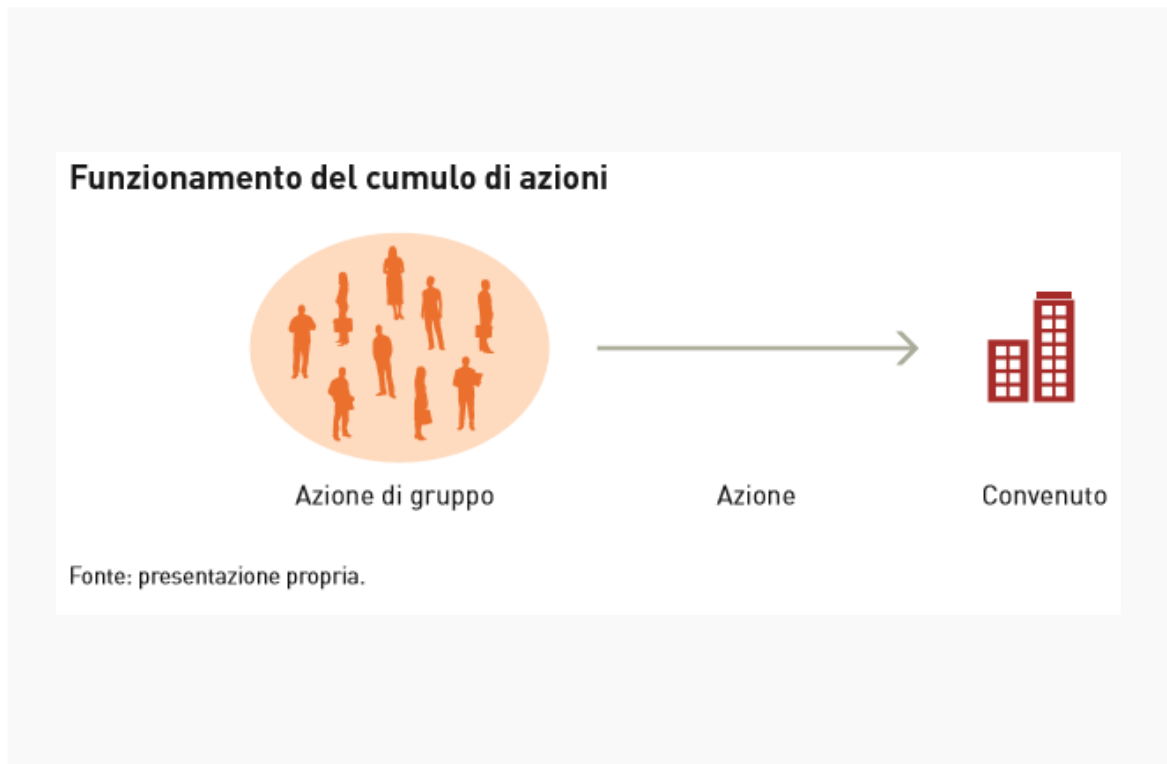 Funzionamento del cumulo di azioni
Azione di gruppo
Azione
Convenuto
Fonte: presentazione propria.